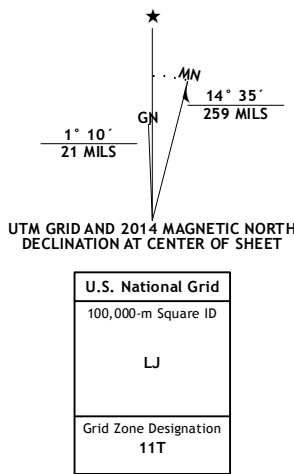 ★
MN
GN
14° 35´
259 MILS
1° 10´
21 MILS
UTM GRID AND 2014 MAGNETIC NORTH
DECLINATION AT CENTER OF SHEET
U.S. National Grid
100,000-m Square ID
LJ
Grid Zone Designation
11T